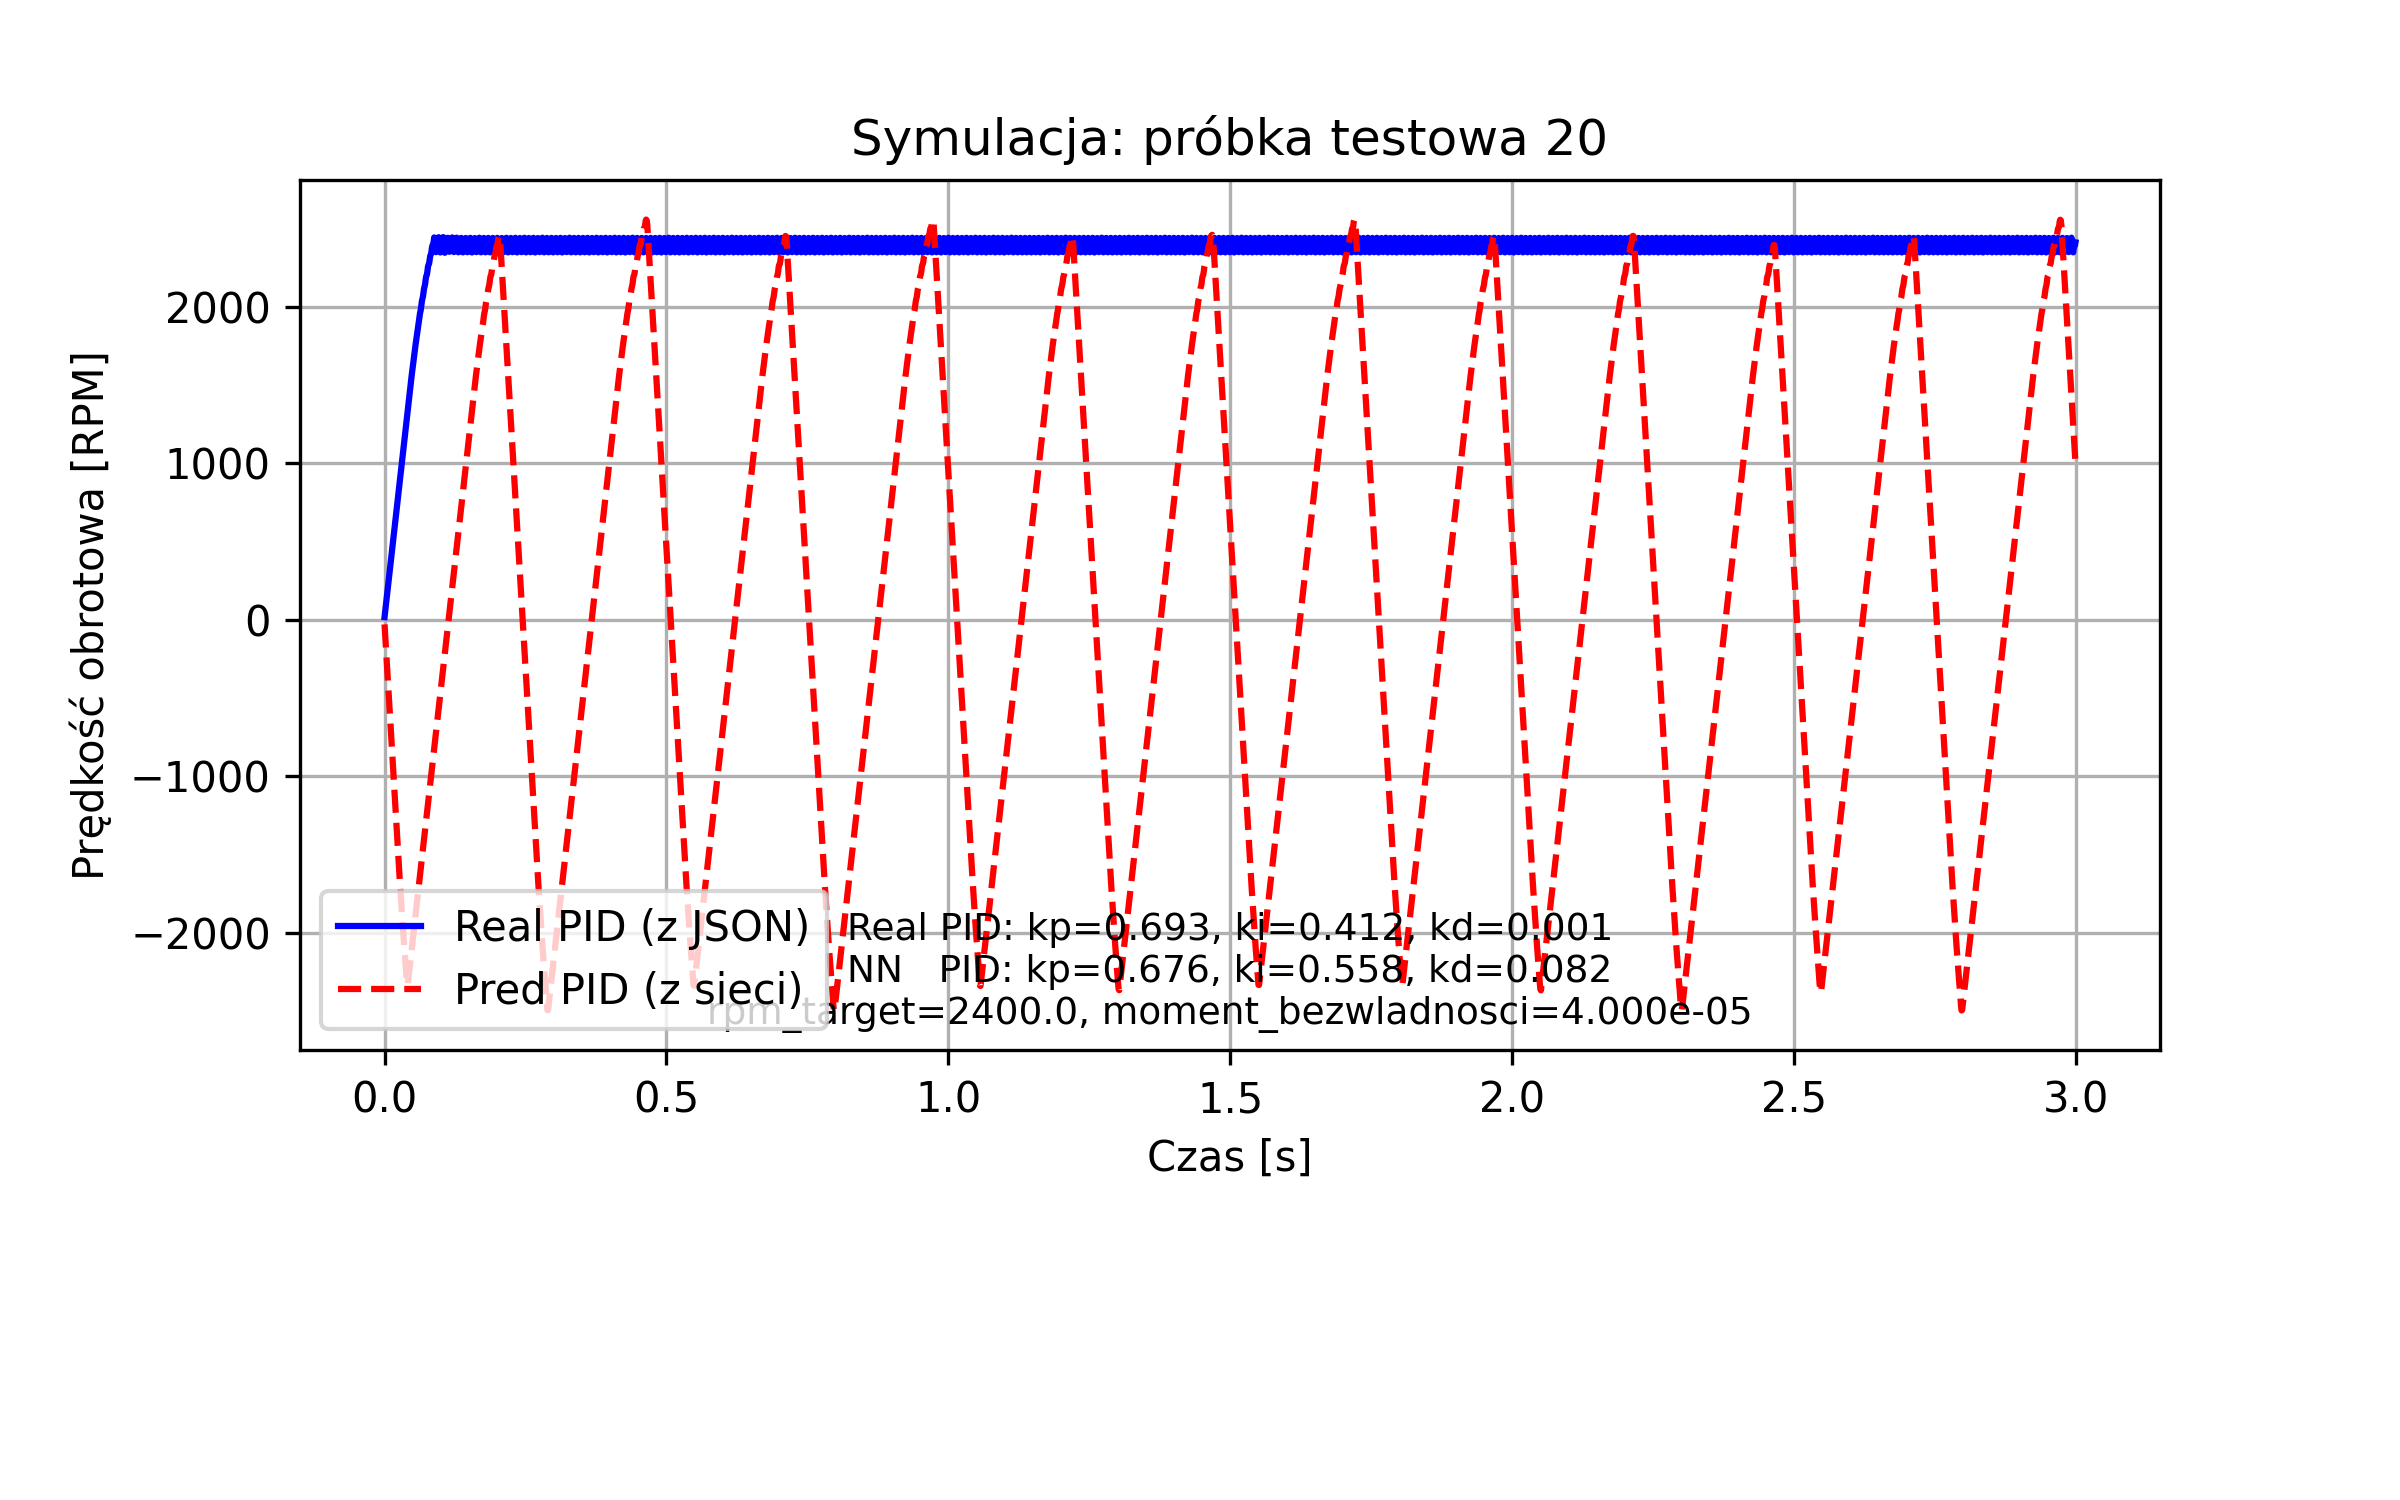 Symulacja: próbka testowa 20
Prędkość obrotowa [RPM]
2000
1000
0
−1000
−2000
Real PID (z JSON)
Pred PID (z sieci)
Real PID: kp=0.693, ki=0.412, kd=0.001
NN PID: kp=0.676, ki=0.558, kd=0.082
rpm_target=2400.0, moment_bezwladnosci=4.000e-05
0.0 0.5 1.0 1.5 2.0 2.5 3.0
Czas [s]